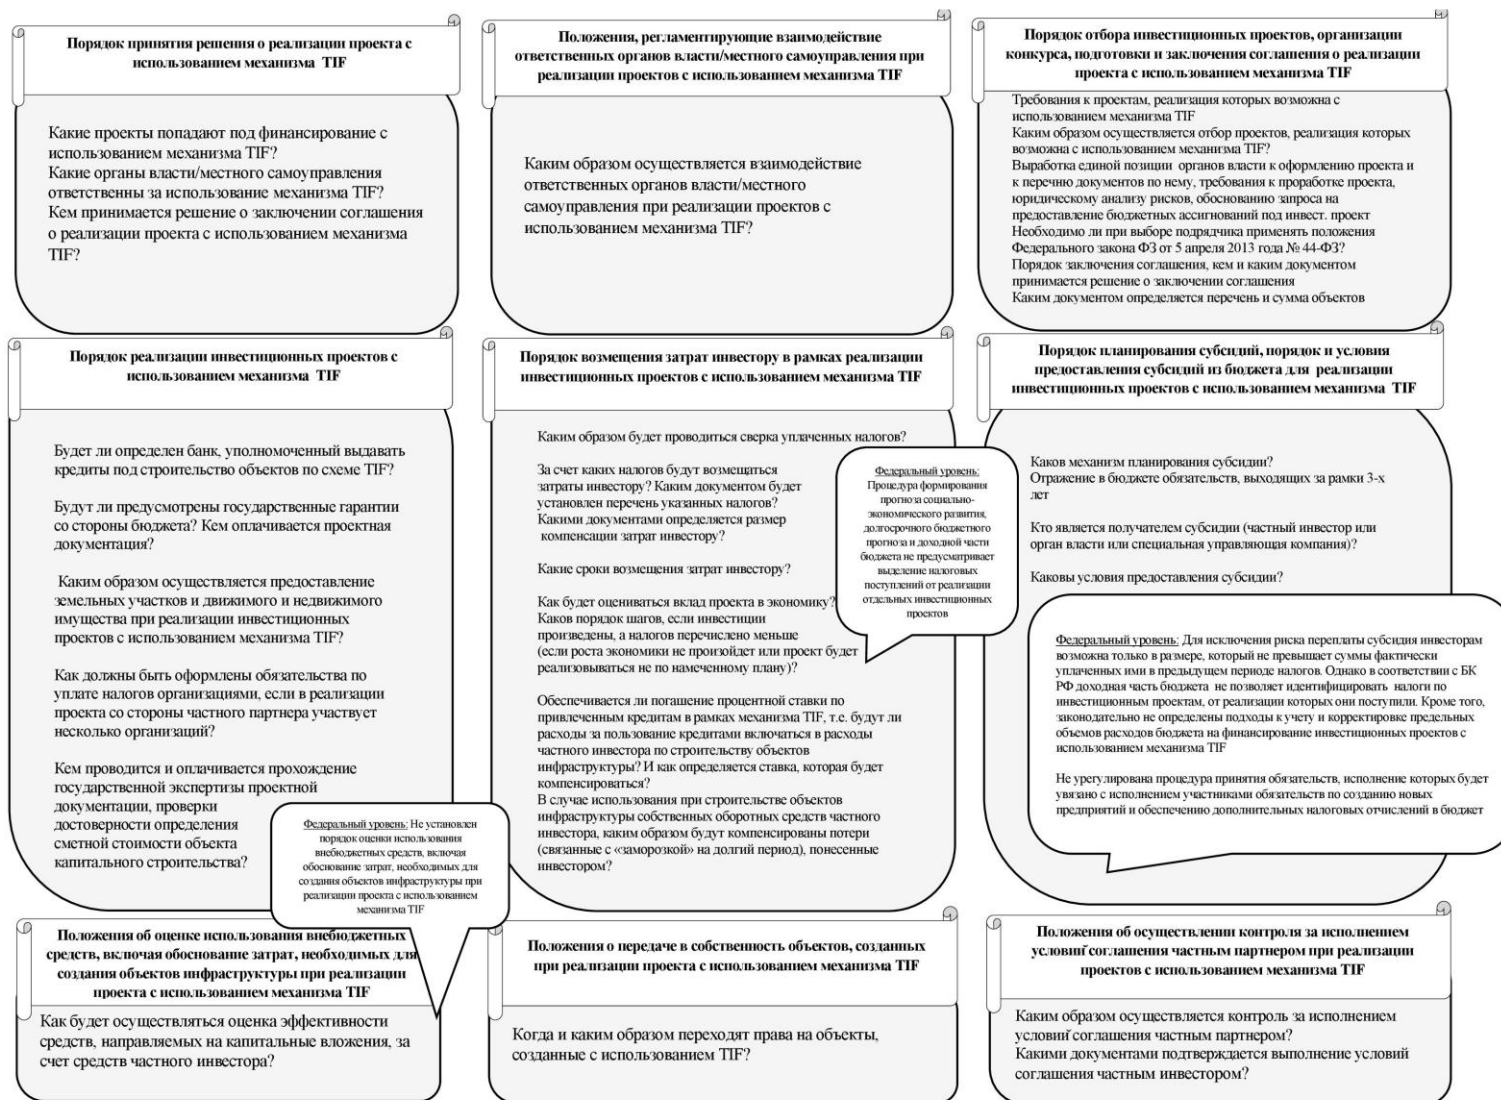 Порядок принятия решения о реализации проекта с
использованием механизма TIF
Какие проекты попадают под финансирование с
использованием механизма TIF?
Какие органы власти/местного самоуправления
ответственны за использование механизма TIF?
Кем принимается решение о заключении соглашения
о реализации проекта с использованием механизма
TIF?
Положения, регламентирующие взаимодействие
ответственных органов власти/местного самоуправления при
реализации проектов с использованием механизма TIF
Каким образом осуществляется взаимодействие
ответственных органов власти/местного
самоуправления при реализации проектов с
использованием механизма TIF?
Порядок отбора инвестиционных проектов, организации
конкурса, подготовки и заключения соглашения о реализации
проекта с использованием механизма TIF
Требования к проектам, реализация которых возможна с
использованием механизма TIF
Каким образом осуществляется отбор проектов, реализация которых
возможна с использованием механизма TIF?
Выработка единой позиции органов власти к оформлению проекта и
к перечню документов по нему, требования к проработке проекта,
юридическому анализу рисков, обоснованию запроса на
предоставление бюджетных ассигнований под инвест. проект
Необходимо ли при выборе подрядчика применять положения
Федерального закона ФЗ от 5 апреля 2013 года № 44-ФЗ?
Порядок заключения соглашения, кем и каким документом
принимается решение о заключении соглашения
Каким документом определяется перечень и сумма объектов
Порядок реализации инвестиционных проектов с
использованием механизма TIF
Будет ли определен банк, уполномоченный выдавать
кредиты под строительство объектов по схеме TIF?
Будут ли предусмотрены государственные гарантии
со стороны бюджета? Кем оплачивается проектная
документация?
Каким образом осуществляется предоставление
земельных участков и движимого и недвижимого
имущества при реализации инвестиционных
проектов с использованием механизма TIF?
Как должны быть оформлены обязательства по
уплате налогов организациями, если в реализации
проекта со стороны частного партнера участвует
несколько организаций?
Кем проводится и оплачивается прохождение
государственной экспертизы проектной
документации, проверки
достоверности определения
сметной стоимости объекта
капитального строительства?
Федеральный уровень: Не установлен
порядок оценки использования
внебюджетных средств, включая
обоснование затрат, необходимых для
создания объектов инфраструктуры при
реализации проекта с использованием
механизма TIF
Порядок возмещения затрат инвестору в рамках реализации
инвестиционных проектов с использованием механизма TIF
Каким образом будет проводиться сверка уплаченных налогов?
За счет каких налогов будут возмещаться
затраты инвестору? Каким документом будет
установлен перечень указанных налогов?
Какими документами определяется размер
компенсации затрат инвестору?
Какие сроки возмещения затрат инвестору?
Как будет оцениваться вклад проекта в экономику?
Каков порядок шагов, если инвестиции
произведены, а налогов перечислено меньше
(если роста экономики не произойдет или проект будет
реализовываться не по намеченному плану)?
Обеспечивается ли погашение процентной ставки по
привлеченным кредитам в рамках механизма TIF, т.е. будут ли
расходы за пользование кредитами включаться в расходы
частного инвестора по строительству объектов
инфраструктуры? И как определяется ставка, которая будет
компенсироваться?
В случае использования при строительстве объектов
инфраструктуры собственных оборотных средств частного
инвестора, каким образом будут компенсированы потери
(связанные с «заморозкой» на долгий период), понесенные
инвестором?
Федеральный уровень:
Процедура формирования
прогноза социально-
экономического развития,
долгосрочного бюджетного
прогноза и доходной части
бюджета не предусматривает
выделение налоговых
поступлений от реализации
отдельных инвестиционных
проектов
Порядок планирования субсидий, порядок и условия
предоставления субсидий из бюджета для реализации
инвестиционных проектов с использованием механизма TIF
Каков механизм планирования субсидии?
Отражение в бюджете обязательств, выходящих за рамки 3-х
лет
Кто является получателем субсидии (частный инвестор или
орган власти или специальная управляющая компания)?
Каковы условия предоставления субсидии?
Федеральный уровень: Для исключения риска переплаты субсидия инвесторам
возможна только в размере, который не превышает суммы фактически
уплаченных ими в предыдущем периоде налогов. Однако в соответствии с БК
РФ доходная часть бюджета не позволяет идентифицировать налоги по
инвестиционным проектам, от реализации которых они поступили. Кроме того,
законодательно не определены подходы к учету и корректировке предельных
объемов расходов бюджета на финансирование инвестиционных проектов с
использованием механизма TIF
Не урегулирована процедура принятия обязательств, исполнение которых будет
увязано с исполнением участниками обязательств по созданию новых
предприятий и обеспечению дополнительных налоговых отчислений в бюджет
Положения об оценке использования внебюджетных
средств, включая обоснование затрат, необходимых для
создания объектов инфраструктуры при реализации
проекта с использованием механизма TIF
Как будет осуществляться оценка эффективности
средств, направляемых на капитальные вложения, за
счет средств частного инвестора?
Положения о передаче в собственность объектов, созданных
при реализации проекта с использованием механизма TIF
Когда и каким образом переходят права на объекты,
созданные с использованием TIF?
Положения об осуществлении контроля за исполнением
условий соглашения частным партнером при реализации
проектов с использованием механизма TIF
Каким образом осуществляется контроль за исполнением
условий соглашения частным партнером?
Какими документами подтверждается выполнение условий
соглашения частным инвестором?